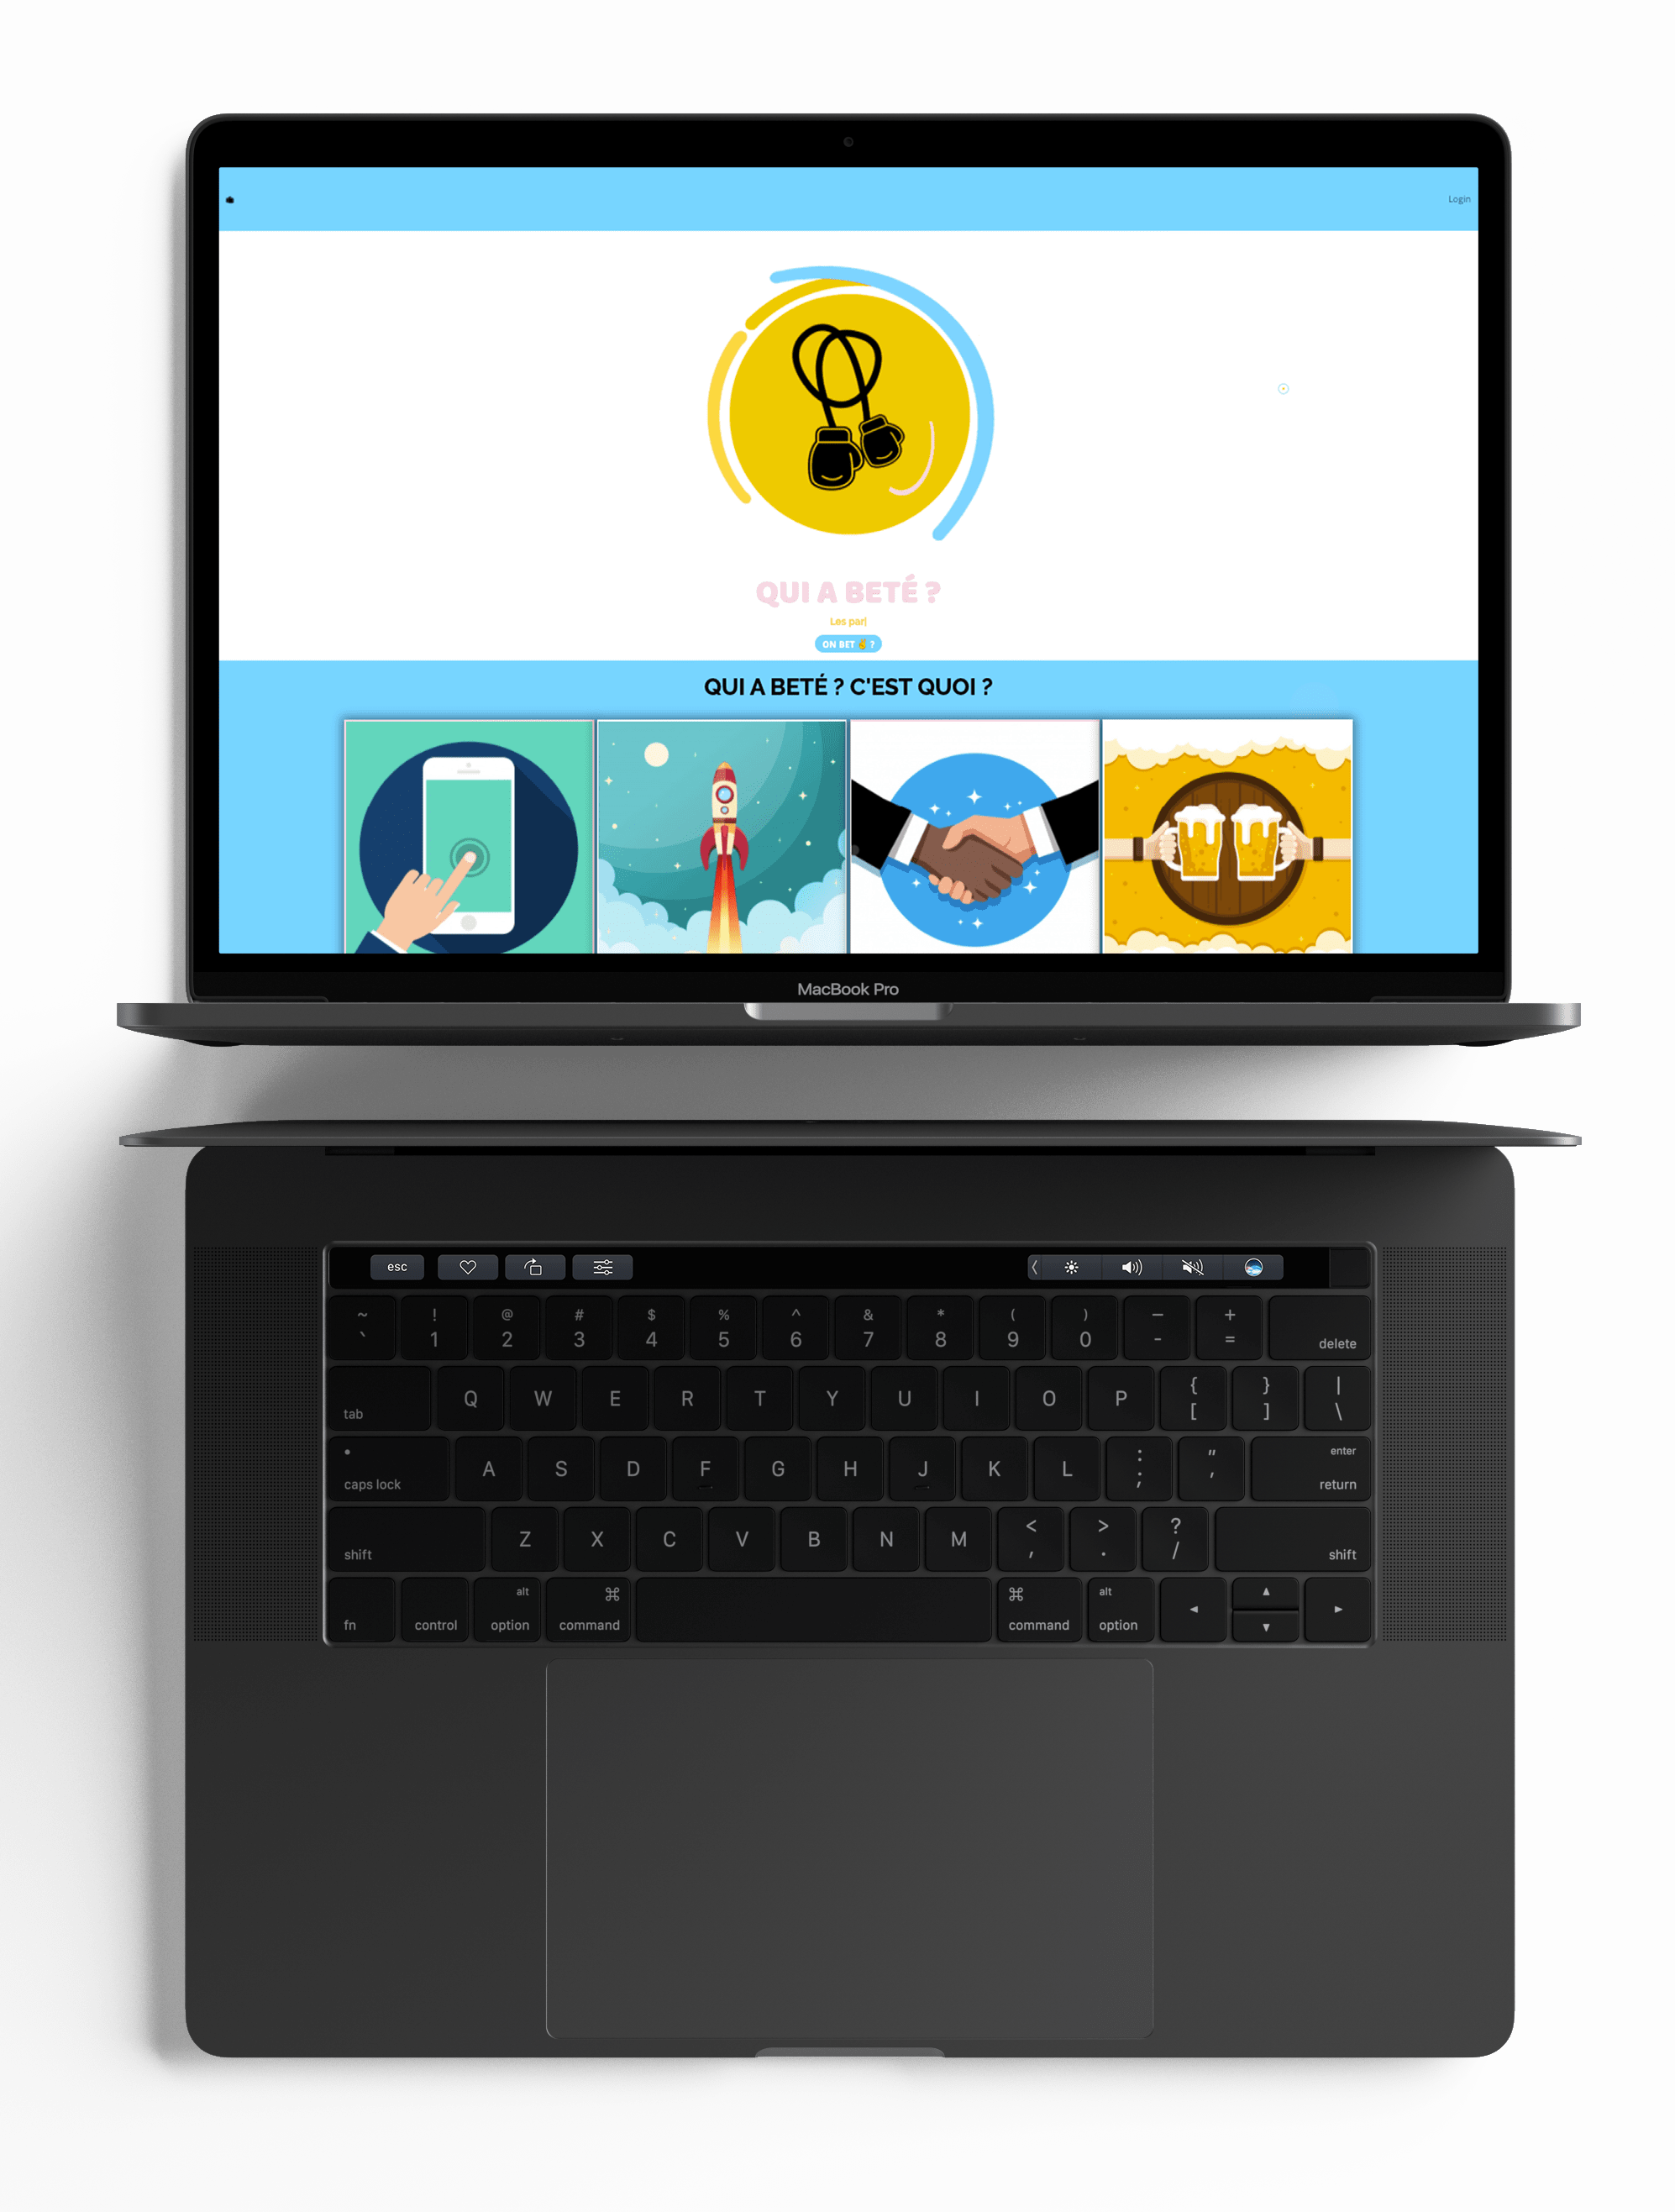 Login
QUI A BETÉ ?
Les par|
ON BET ✌ ?
QUI A BETÉ ? C'EST QUOI ?
MacBook Pro
esc
~ ! @ # $ % ^ & * ( ) — +
` 1 2 3 4 5 6 7 8 9 0 - = delete
tab Q W E R T Y U I O P { [ } ] | \
caps lock A S D F G H J K L : ; " ' enter return
shift Z X C V B N M < , > . ? / shift
fn control alt option ⌘ command ⌘ command alt option ◄ ▲ ▼ ►